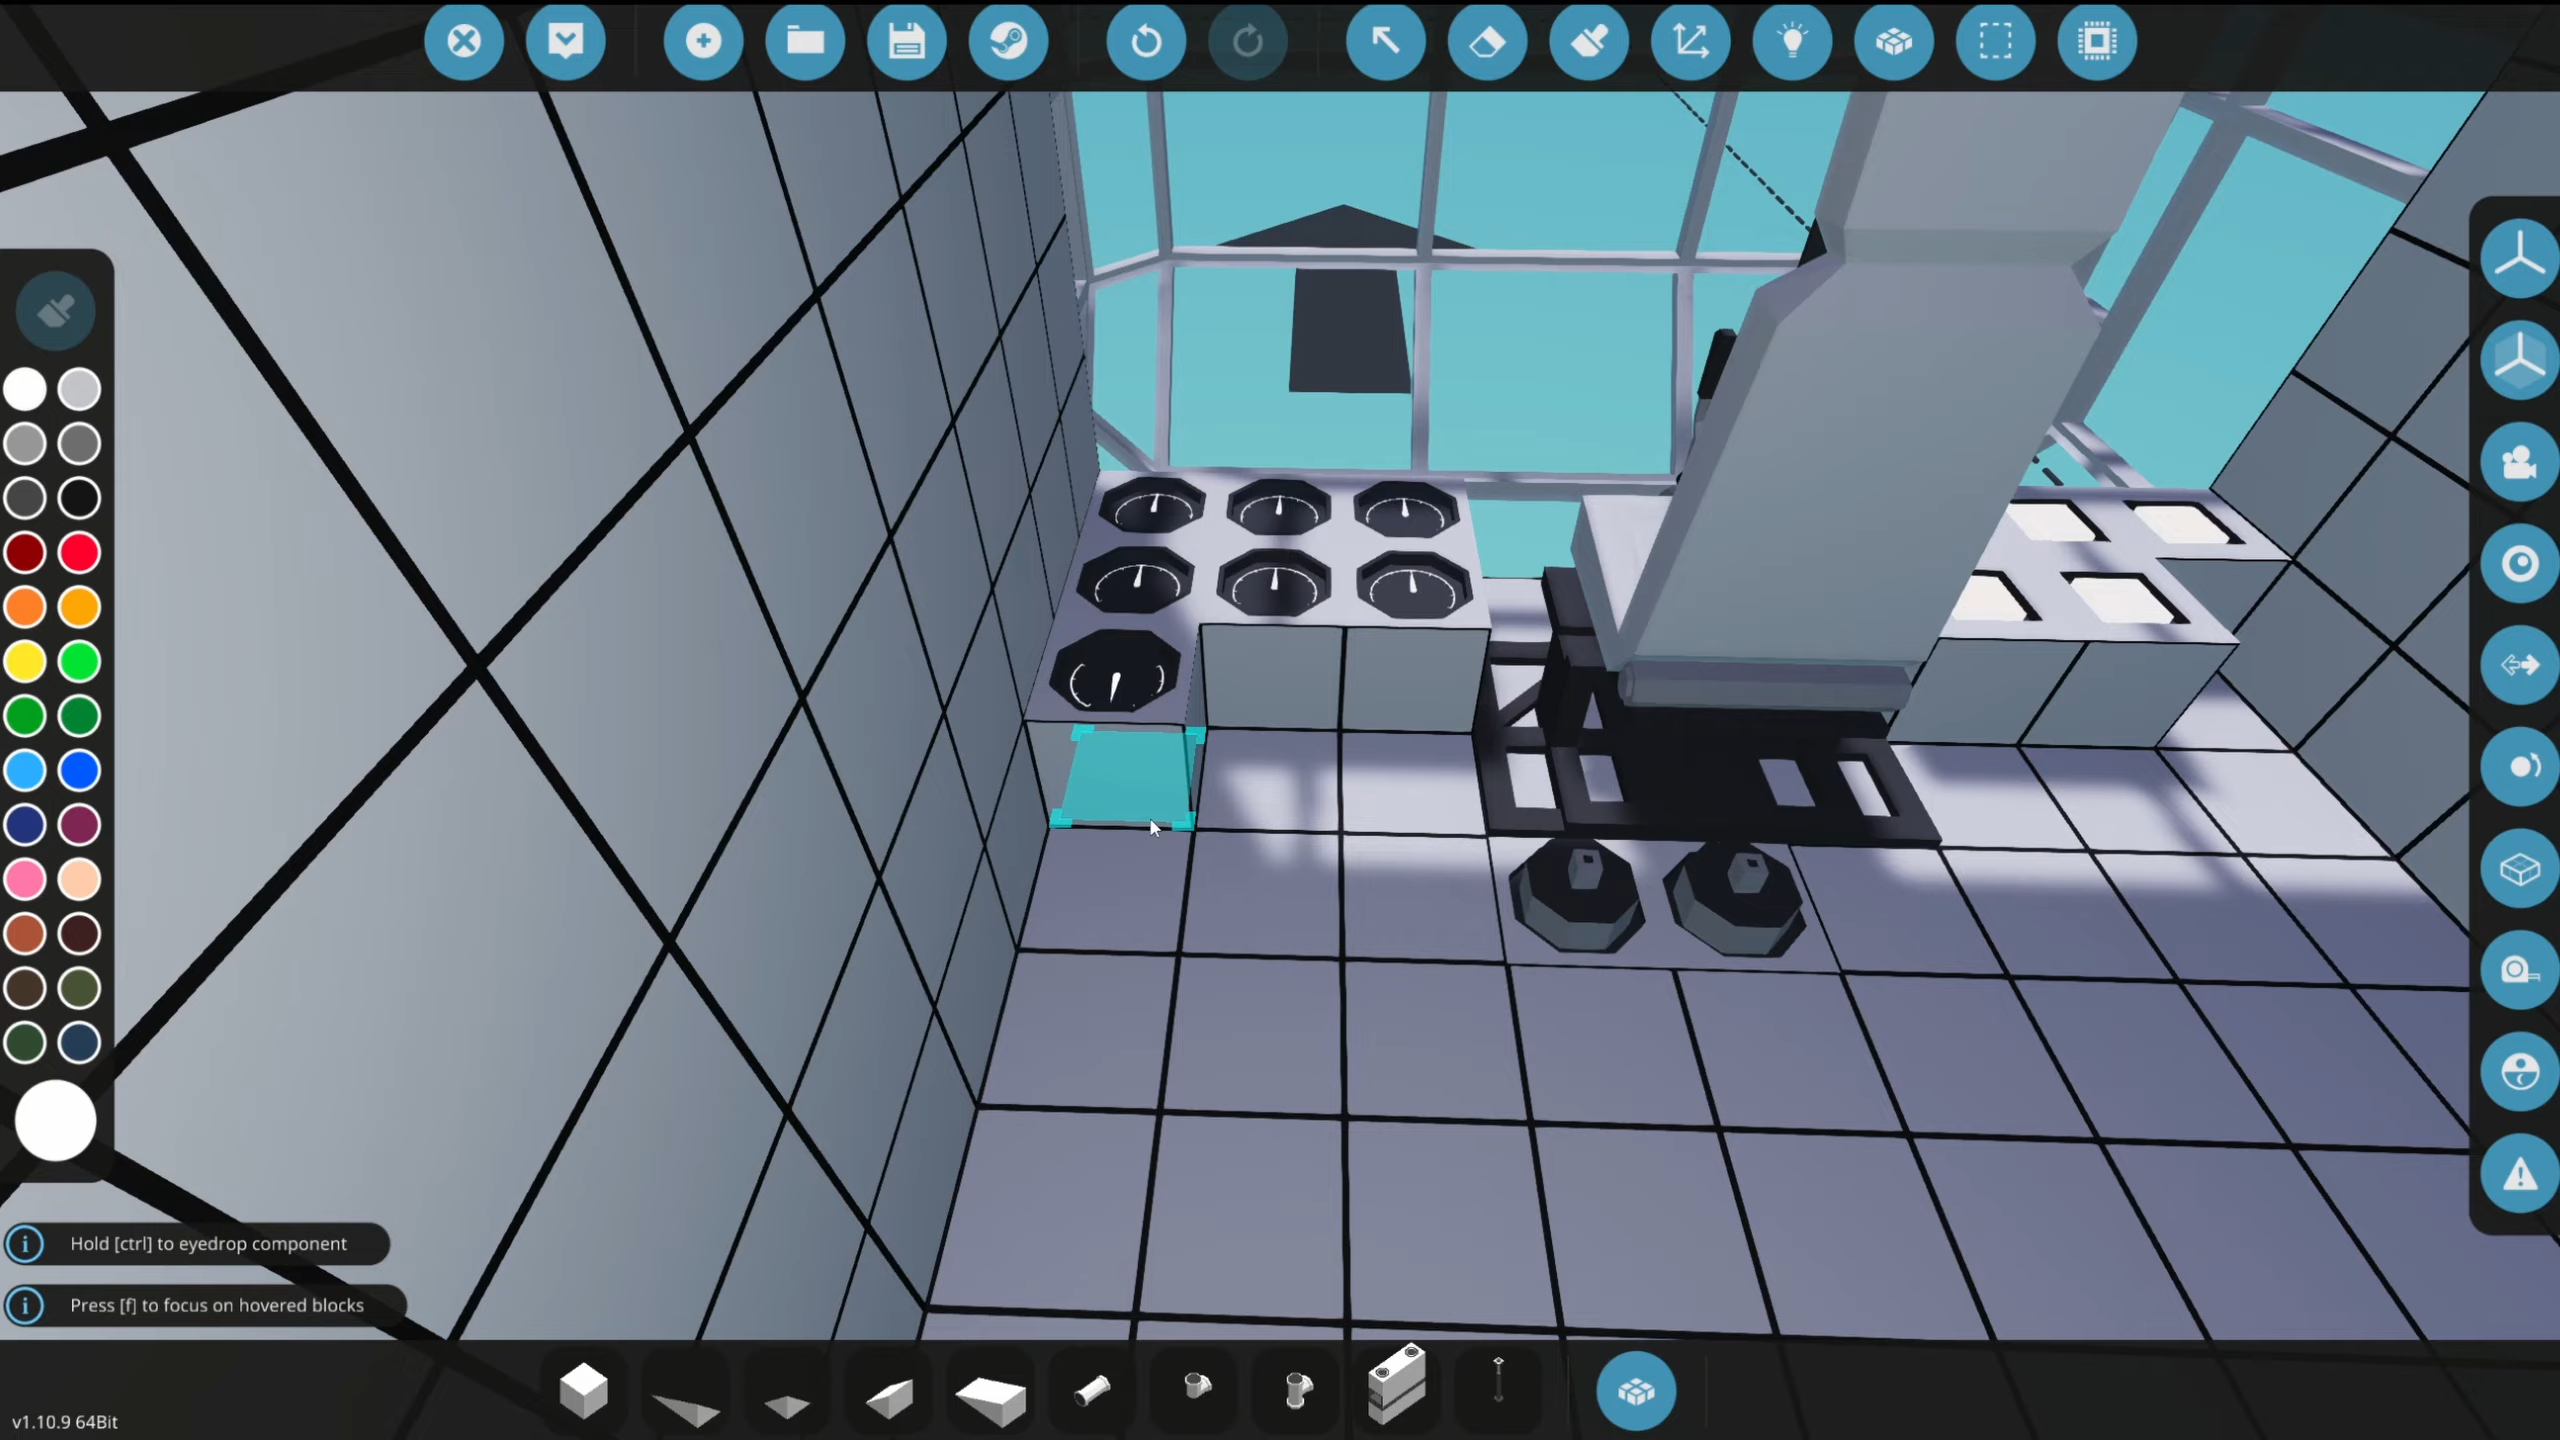 Hold [ctrl] to eyedrop component
Press [f] to focus on hovered blocks
v1.10.9 64Bit